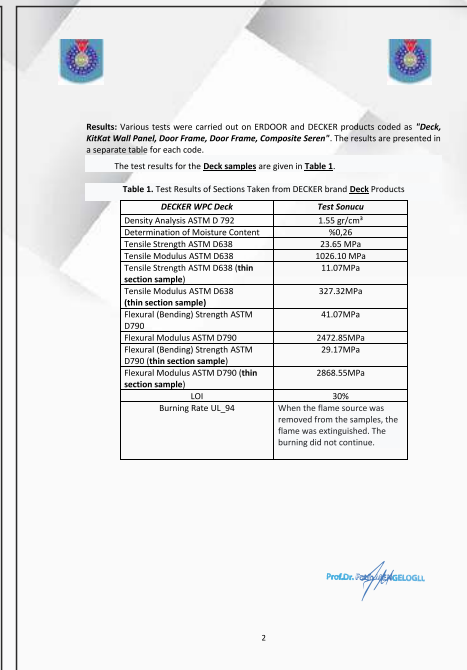 Results: Various tests were carried out on ERDOOR and DECKER products coded as "Deck,
KitKat Wall Panel, Door Frame, Door Frame, Composite Seren". The results are presented in
a separate table for each code.
The test results for the Deck samples are given in Table 1.
Table 1. Test Results of Sections Taken from DECKER brand Deck Products
DECKER WPC Deck Test Sonucu
Density Analysis ASTM D 792 1.55 gr/cm³
Determination of Moisture Content %0,26
Tensile Strength ASTM D638 23.65 MPa
Tensile Modulus ASTM D638 1026.10 MPa
Tensile Strength ASTM D638 (thin 11.07MPa
section sample)
Tensile Modulus ASTM D638 327.32MPa
(thin section sample)
Flexural (Bending) Strength ASTM 41.07MPa
D790
Flexural Modulus ASTM D790 2472.85MPa
Flexural (Bending) Strength ASTM 29.17MPa
D790 (thin section sample)
Flexural Modulus ASTM D790 (thin 2868.55MPa
section sample)
LOI 30%
Burning Rate UL_94 When the flame source was
removed from the samples, the
flame was extinguished. The
burning did not continue.
Prof.Dr.
2